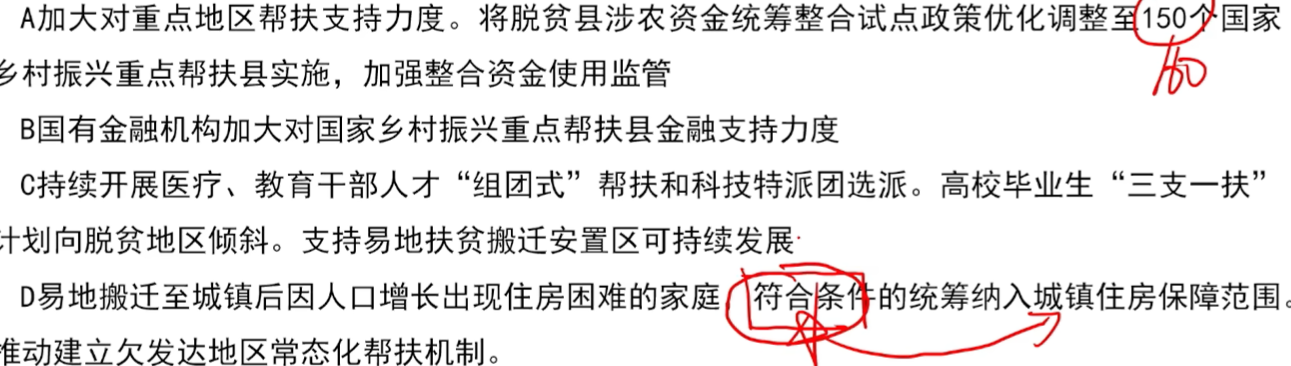 A加大对重点地区帮扶支持力度。将脱贫县涉农资金统筹整合试点政策优化调整至150个国家
乡村振兴重点帮扶县实施，加强整合资金使用监管
160
B国有金融机构加大对国家乡村振兴重点帮扶县金融支持力度
C持续开展医疗、教育干部人才“组团式”帮扶和科技特派团选派。高校毕业生“三支一扶”
计划向脱贫地区倾斜。支持易地扶贫搬迁安置区可持续发展
D易地搬迁至城镇后因人口增长出现住房困难的家庭 符合条件的统筹纳入城镇住房保障范围。
推动建立欠发达地区常态化帮扶机制。